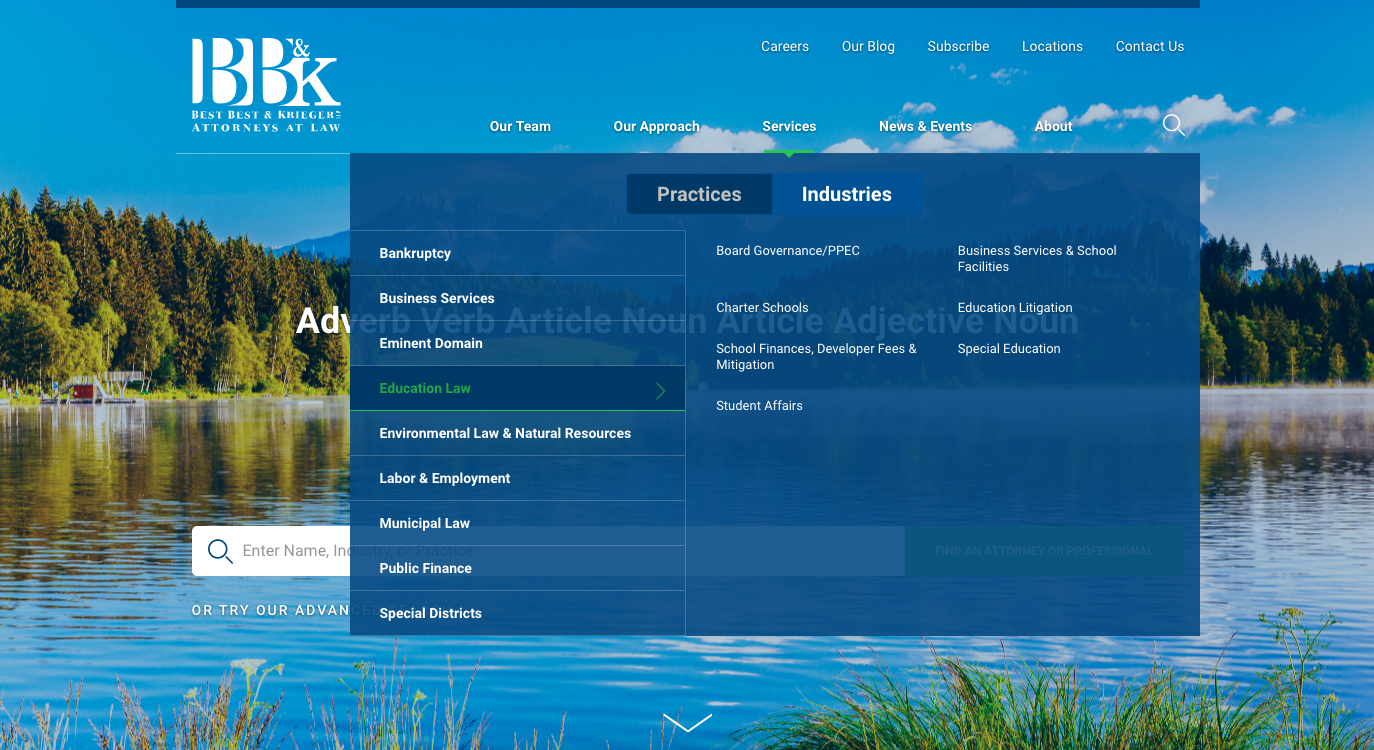 Careers Our Blog Subscribe Locations Contact Us
BB&K
BEST BEST & KRIEGER LLP
ATTORNEYS AT LAW
Our Team Our Approach Services News & Events About
Practices Industries
Bankruptcy
Business Services
Eminent Domain
Education Law
Environmental Law & Natural Resources
Labor & Employment
Municipal Law
Public Finance
Special Districts
Board Governance/PPEC
Business Services & School
Facilities
Charter Schools
Education Litigation
School Finances, Developer Fees &
Mitigation
Special Education
Student Affairs
Adverb Verb Article Noun Article Adjective Noun
Enter Name, Industry, or Practice
FIND AN ATTORNEY OR PROFESSIONAL
OR TRY OUR ADVANCED